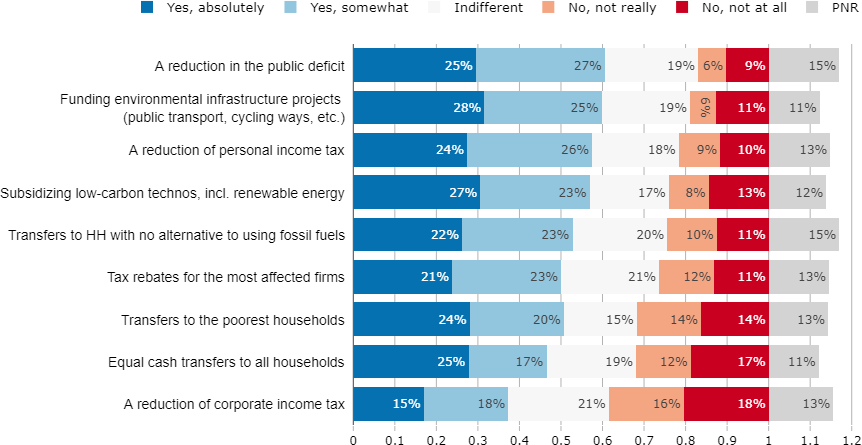 Yes, absolutely Yes, somewhat Indifferent No, not really No, not at all PNR
A reduction in the public deficit 25% 27% 19% 6% 9% 15%
Funding environmental infrastructure projects
(public transport, cycling ways, etc.) 28% 25% 19% 6% 11% 11%
A reduction of personal income tax 24% 26% 18% 9% 10% 13%
Subsidizing low-carbon technos, incl. renewable energy 27% 23% 17% 8% 13% 12%
Transfers to HH with no alternative to using fossil fuels 22% 23% 20% 10% 11% 15%
Tax rebates for the most affected firms 21% 23% 21% 12% 11% 13%
Transfers to the poorest households 24% 20% 15% 14% 14% 13%
Equal cash transfers to all households 25% 17% 19% 12% 17% 11%
A reduction of corporate income tax 15% 18% 21% 16% 18% 13%
0 0.1 0.2 0.3 0.4 0.5 0.6 0.7 0.8 0.9 1 1.1 1.2